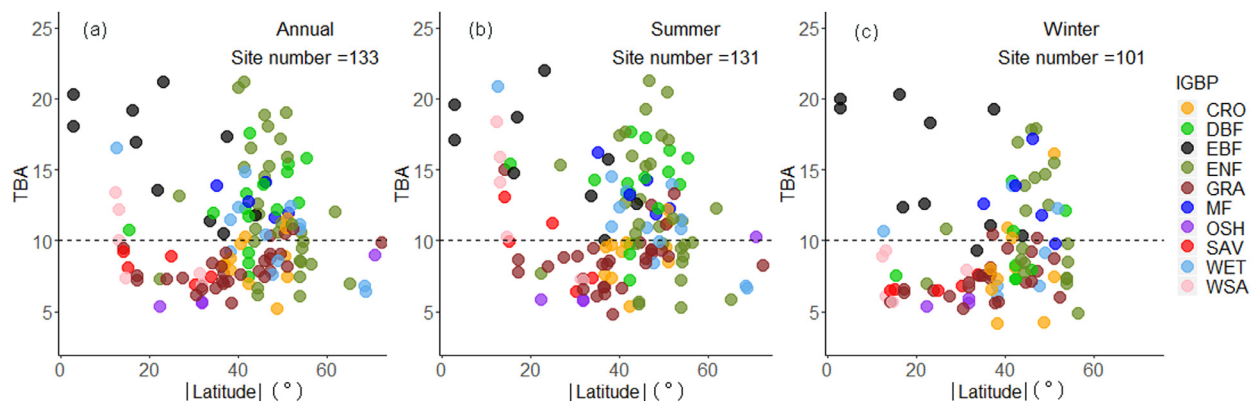 (a) Annual
Site number =133
25
20
15
10
5
TBA
0 20 40 60
|Latitude| (°)
(b) Summer
Site number =131
25
20
15
10
5
TBA
0 20 40 60
|Latitude| (°)
(c) Winter
Site number =101
25
20
15
10
5
TBA
0 20 40 60
|Latitude| (°)
IGBP
CRO
DBF
EBF
ENF
GRA
MF
OSH
SAV
WET
WSA